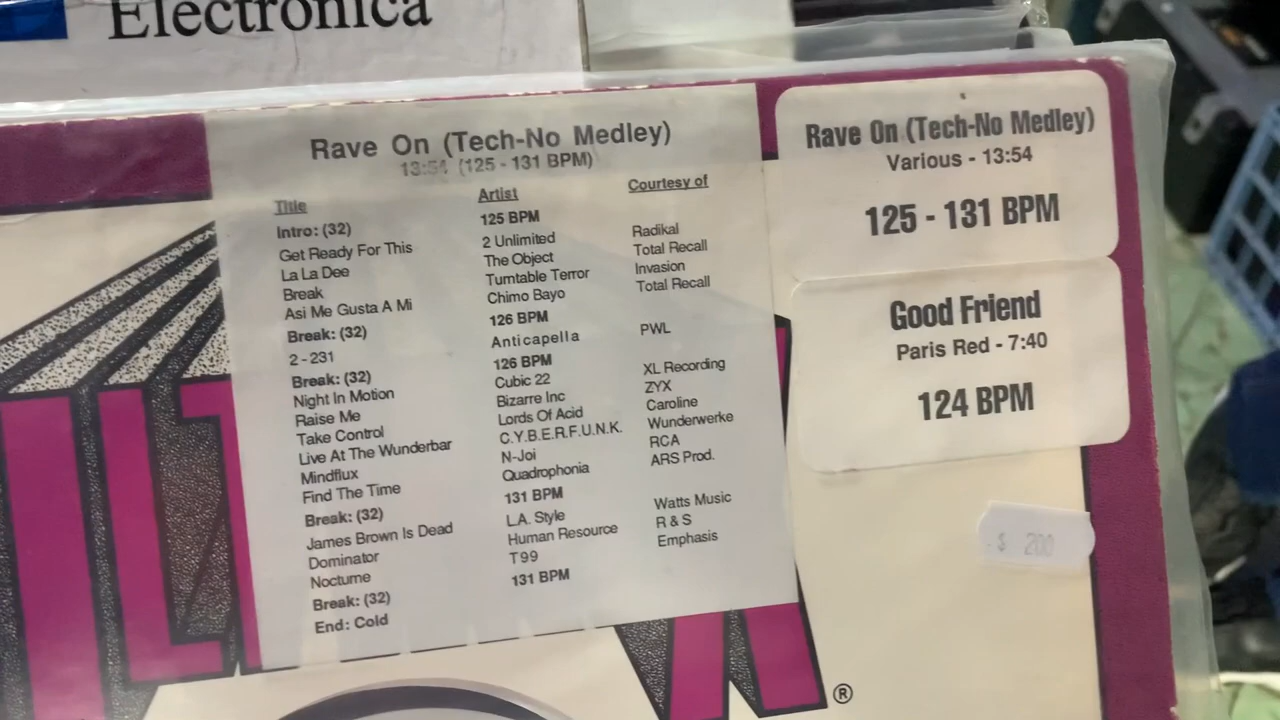 Electronica
Rave On (Tech-No Medley)
13:54 (125 - 131 BPM)
Title Artist Courtesy of
Intro: (32) 125 BPM
Get Ready For This 2 Unlimited Radikal
La La Dee The Object Total Recall
Break Turntable Terror Invasion
Asi Me Gusta A Mi Chimo Bayo Total Recall
Break: (32) 126 BPM
2 - 231 Anticapella PWL
Break: (32) 126 BPM
Night In Motion Cubic 22 XL Recording
Raise Me Bizarre Inc ZYX
Take Control Lords Of Acid Caroline
Live At The Wunderbar C.Y.B.E.R.F.U.N.K. Wunderwerke
Mindflux N-Joi RCA
Find The Time Quadrophonia ARS Prod.
Break: (32) 131 BPM
James Brown Is Dead L.A. Style Watts Music
Dominator Human Resource R & S
Nocturne T99 Emphasis
Break: (32) 131 BPM
End: Cold
Rave On (Tech-No Medley)
Various - 13:54
125 - 131 BPM
Good Friend
Paris Red - 7:40
124 BPM
$ 200
®